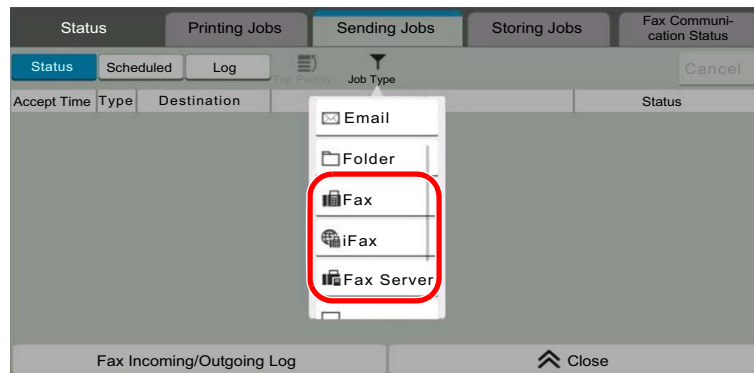 Status
Printing Jobs
Sending Jobs
Storing Jobs
Fax Communi-
cation Status
Status
Scheduled
Log
Top Priority
Job Type
Cancel
Accept Time
Type
Destination
Status
Email
Folder
Fax
iFax
Fax Server
Fax Incoming/Outgoing Log
Close